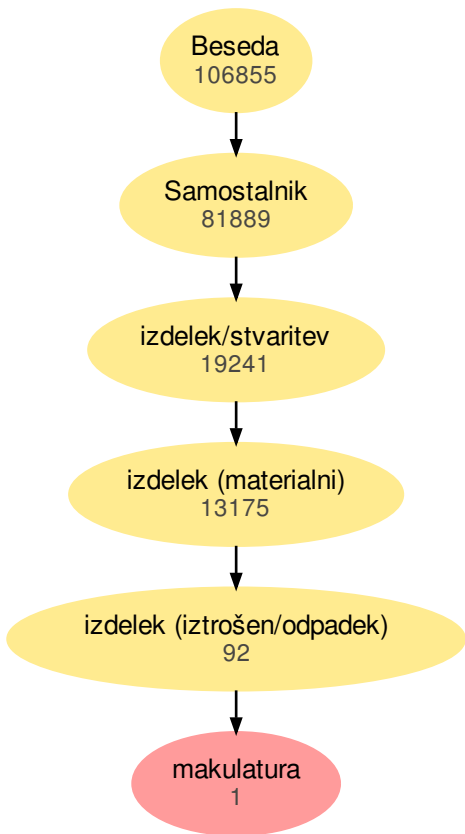 Beseda
106855
Samostalnik
81889
izdelek/stvaritev
19241
izdelek (materialni)
13175
izdelek (iztrošen/odpadek)
92
makulatura
1